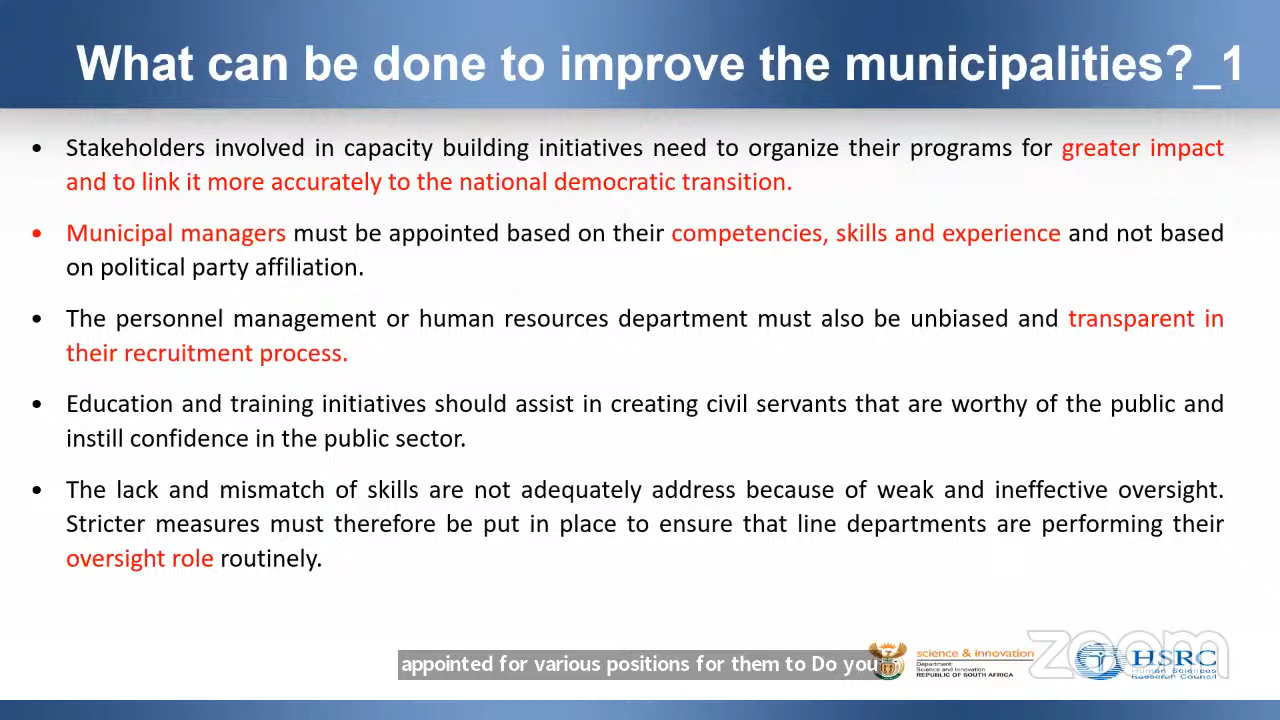 What can be done to improve the municipalities?_1
• Stakeholders involved in capacity building initiatives need to organize their programs for greater impact
and to link it more accurately to the national democratic transition.
• Municipal managers must be appointed based on their competencies, skills and experience and not based
on political party affiliation.
• The personnel management or human resources department must also be unbiased and transparent in
their recruitment process.
• Education and training initiatives should assist in creating civil servants that are worthy of the public and
instill confidence in the public sector.
• The lack and mismatch of skills are not adequately address because of weak and ineffective oversight.
Stricter measures must therefore be put in place to ensure that line departments are performing their
oversight role routinely.
appointed for various positions for them to Do you
science & innovation
Department:
Science and Innovation
REPUBLIC OF SOUTH AFRICA
zoom
HSRC
Human Sciences
Research Council